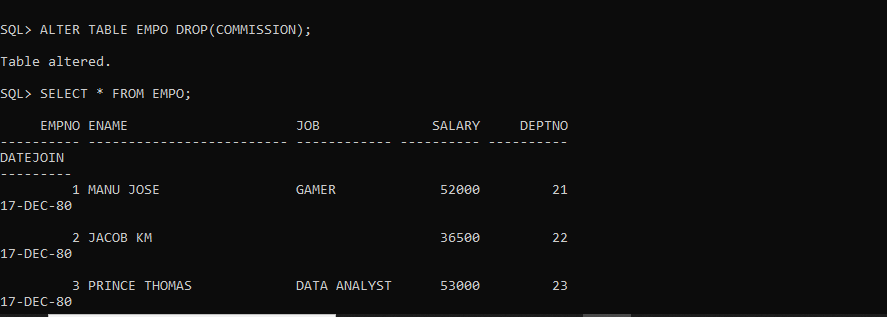 SQL> ALTER TABLE EMPO DROP(COMMISSION);
Table altered.
SQL> SELECT * FROM EMPO;
     EMPNO ENAME                     JOB              SALARY     DEPTNO
---------- ------------------------- ------------ ---------- ----------
DATEJOIN
---------
         1 MANU JOSE                 GAMER             52000         21
17-DEC-80
         2 JACOB KM                                    36500         22
17-DEC-80
         3 PRINCE THOMAS             DATA ANALYST      53000         23
17-DEC-80